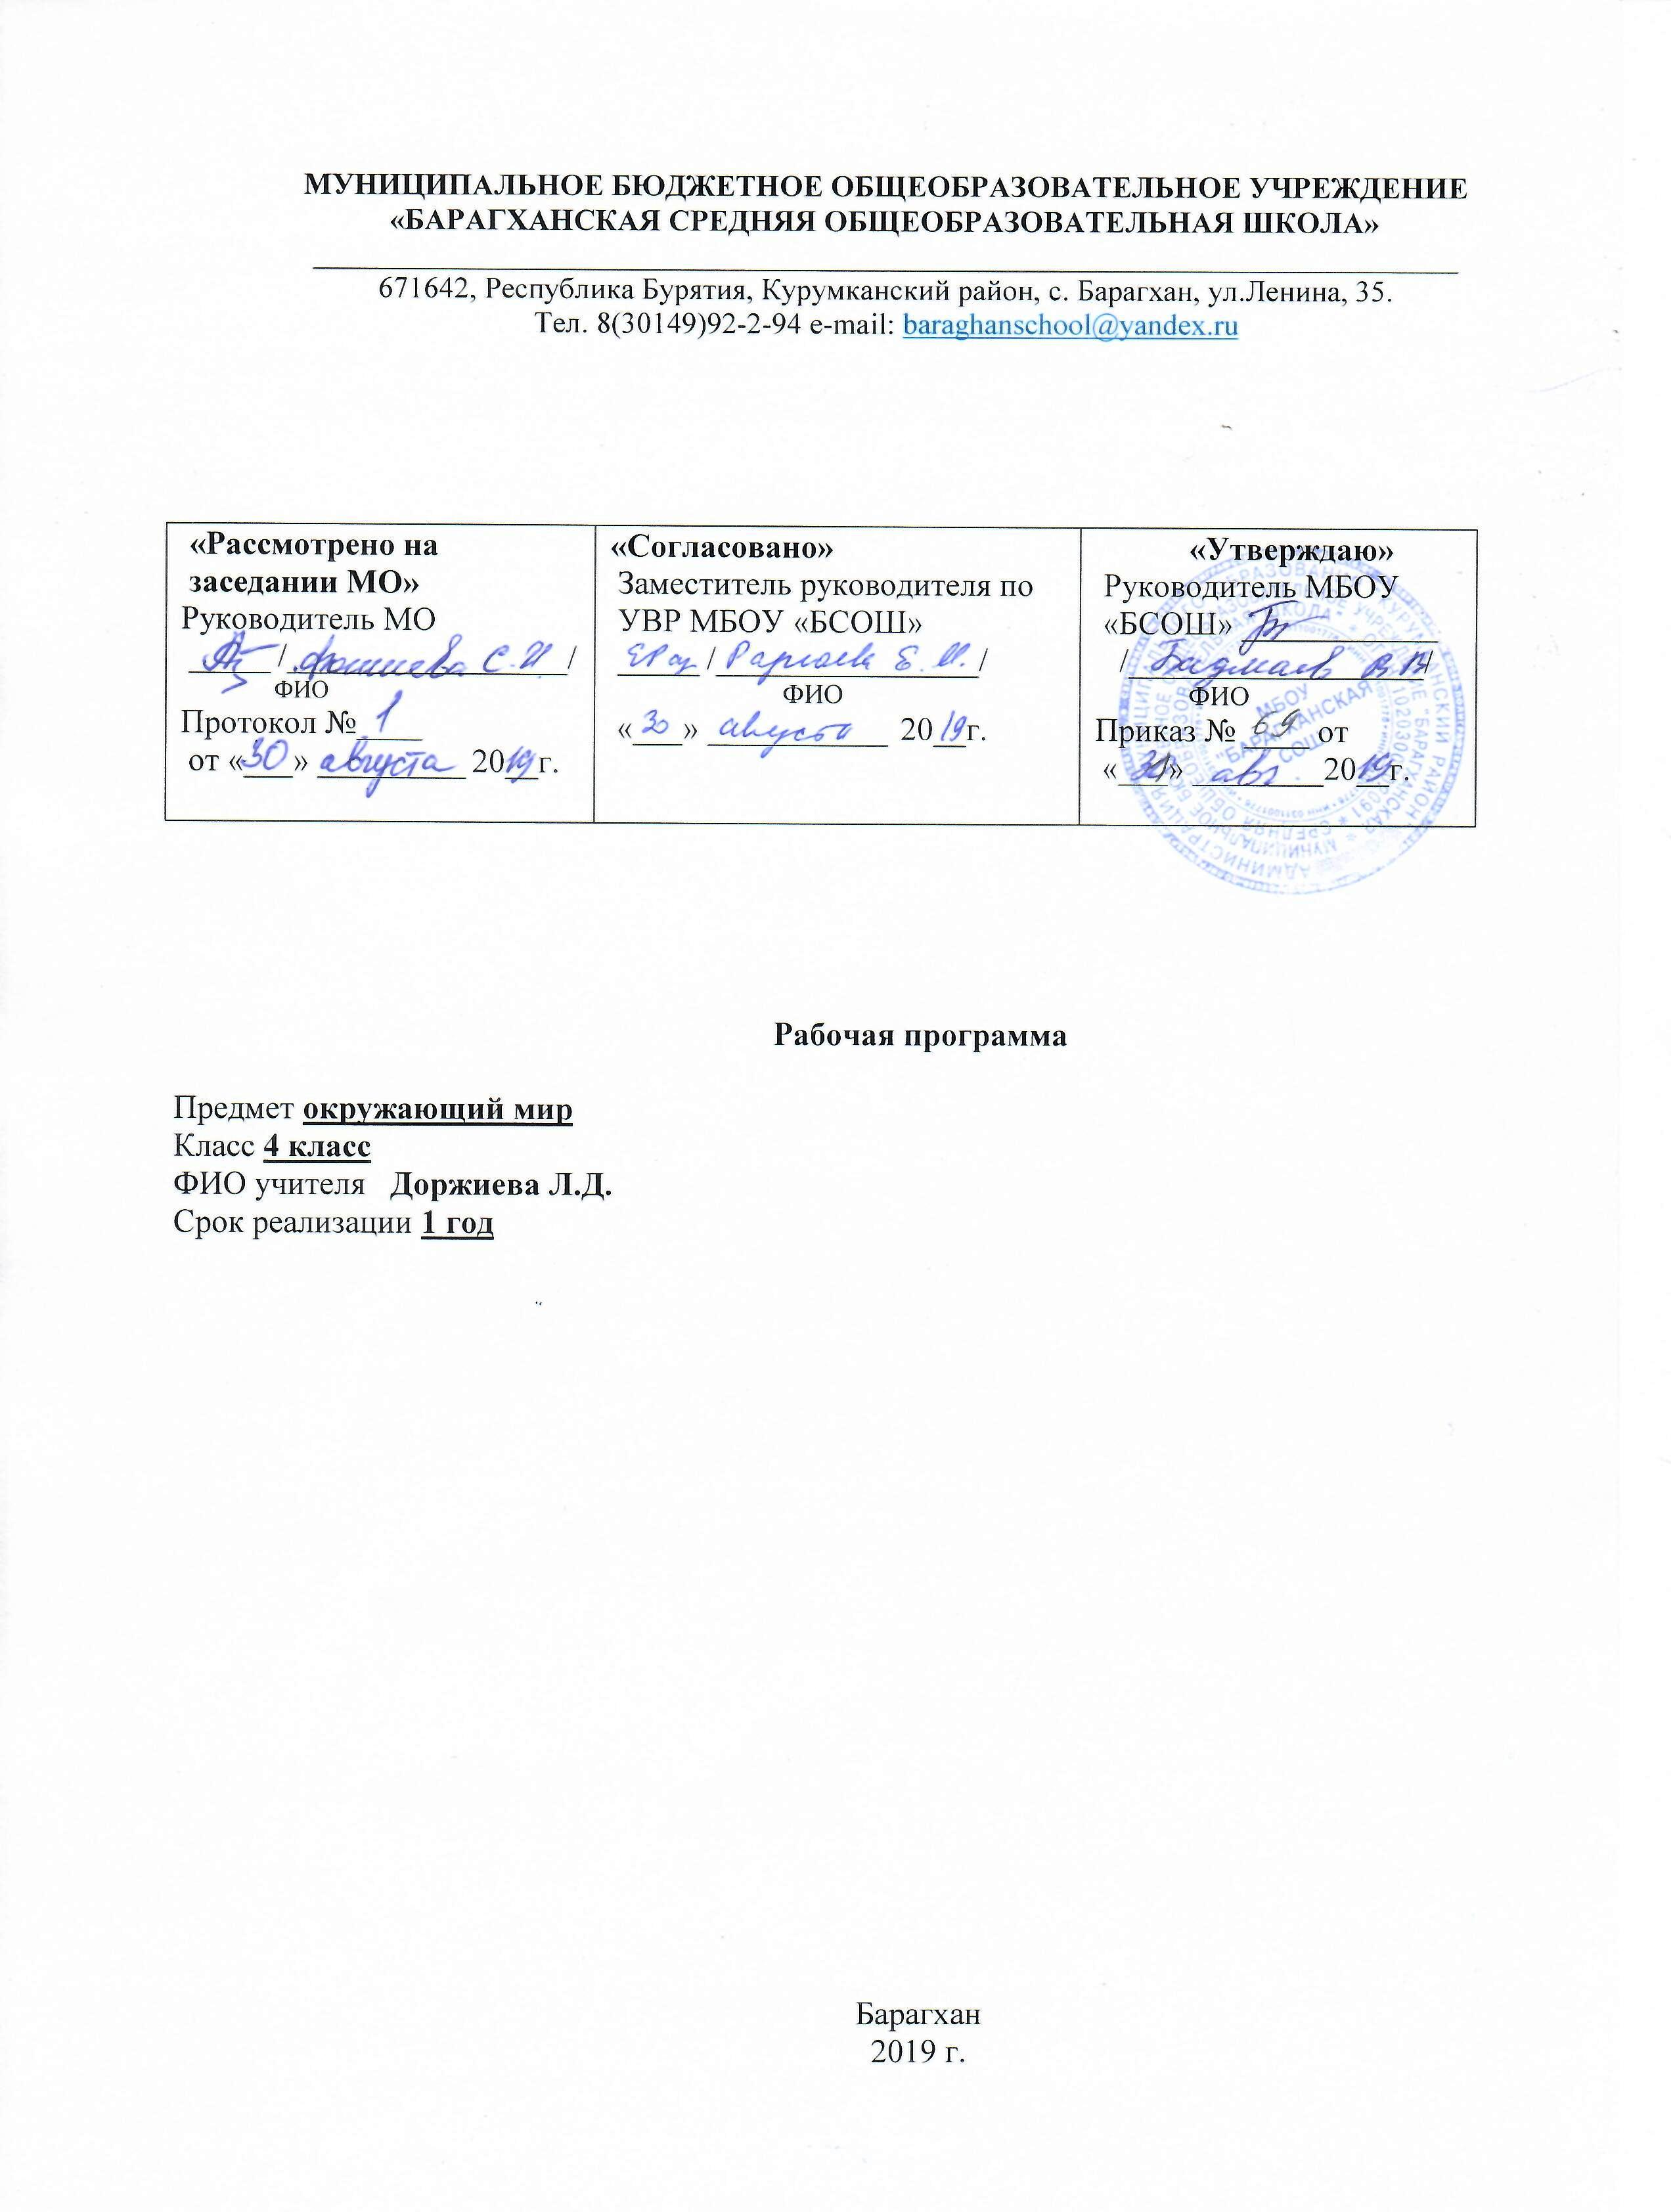 МУНИЦИПАЛЬНОЕ БЮДЖЕТНОЕ ОБЩЕОБРАЗОВАТЕЛЬНОЕ УЧРЕЖДЕНИЕ
«БАРАГХАНСКАЯ СРЕДНЯЯ ОБЩЕОБРАЗОВАТЕЛЬНАЯ ШКОЛА»
671642, Республика Бурятия, Курумканский район, с. Барагхан, ул.Ленина, 35.
Тел. 8(30149)92-2-94 e-mail: baraghanschool@yandex.ru
«Рассмотрено на
заседании МО»
Руководитель МО
/ С.И /
ФИО
Протокол № 1
от «30» августа 2019г.
«Согласовано»
Заместитель руководителя по
УВР МБОУ «БСОШ»
/ /
ФИО
«30» августа 2019г.
«Утверждаю»
Руководитель МБОУ
«БСОШ»
/ Бадмаев /
ФИО
Приказ № 69 от
« » авг. 2019г.
МБОУ
"БАРАГХАНСКАЯ
СОШ"
Рабочая программа
Предмет окружающий мир
Класс 4 класс
ФИО учителя Доржиева Л.Д.
Срок реализации 1 год
Барагхан
2019 г.